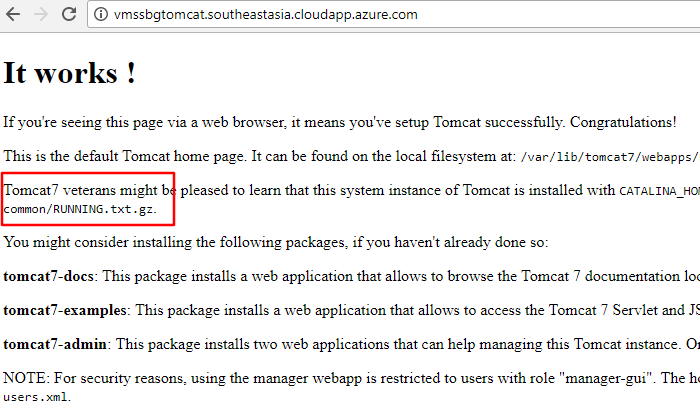 vmssbgtomcat.southeastasia.cloudapp.azure.com
It works !
If you're seeing this page via a web browser, it means you've setup Tomcat successfully. Congratulations!
This is the default Tomcat home page. It can be found on the local filesystem at: /var/lib/tomcat7/webapps/
Tomcat7 veterans might be pleased to learn that this system instance of Tomcat is installed with CATALINA_HO
common/RUNNING.txt.gz.
You might consider installing the following packages, if you haven't already done so:
tomcat7-docs: This package installs a web application that allows to browse the Tomcat 7 documentation loc
tomcat7-examples: This package installs a web application that allows to access the Tomcat 7 Servlet and JS
tomcat7-admin: This package installs two web applications that can help managing this Tomcat instance. On
NOTE: For security reasons, using the manager webapp is restricted to users with role "manager-gui". The ho
users.xml.